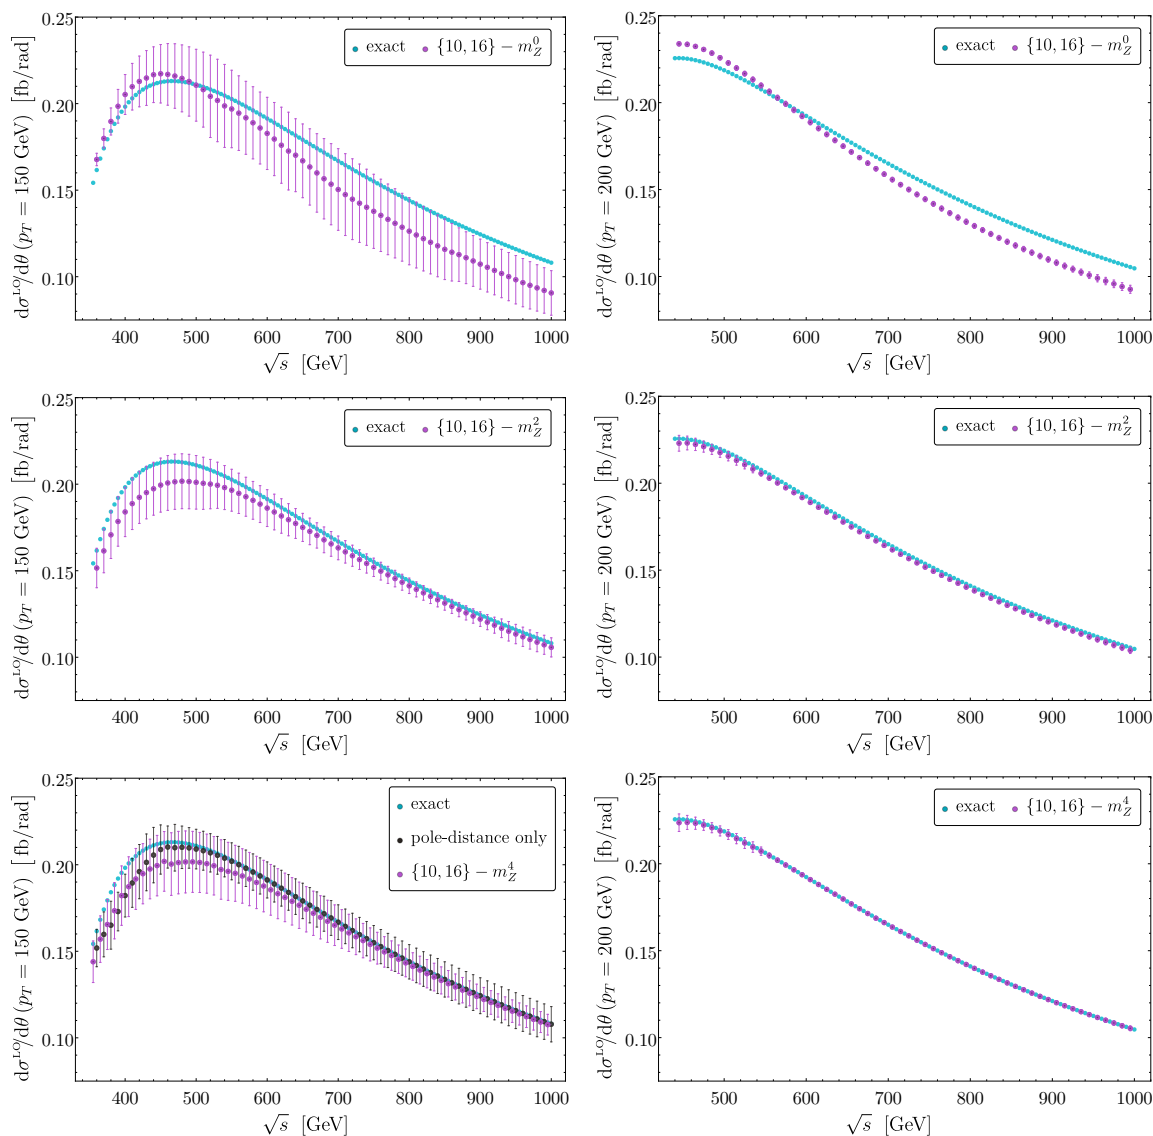 exact {10, 16} − m_Z^0
0.25
0.20
0.15
0.10
dσ^LO/dθ (p_T = 150 GeV) [fb/rad]
400 500 600 700 800 900 1000
√s [GeV]
exact {10, 16} − m_Z^0
0.25
0.20
0.15
0.10
dσ^LO/dθ (p_T = 200 GeV) [fb/rad]
500 600 700 800 900 1000
√s [GeV]
exact {10, 16} − m_Z^2
0.25
0.20
0.15
0.10
dσ^LO/dθ (p_T = 150 GeV) [fb/rad]
400 500 600 700 800 900 1000
√s [GeV]
exact {10, 16} − m_Z^2
0.25
0.20
0.15
0.10
dσ^LO/dθ (p_T = 200 GeV) [fb/rad]
500 600 700 800 900 1000
√s [GeV]
exact
pole-distance only
{10, 16} − m_Z^4
0.25
0.20
0.15
0.10
dσ^LO/dθ (p_T = 150 GeV) [fb/rad]
400 500 600 700 800 900 1000
√s [GeV]
exact {10, 16} − m_Z^4
0.25
0.20
0.15
0.10
dσ^LO/dθ (p_T = 200 GeV) [fb/rad]
500 600 700 800 900 1000
√s [GeV]